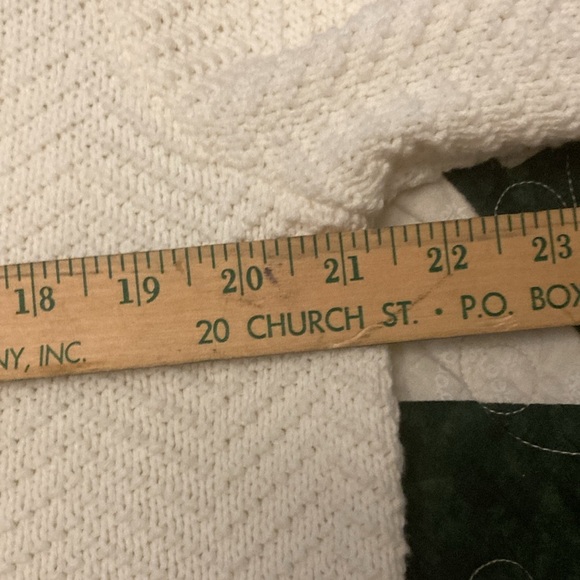 18 19 20 21 22 23
NY, INC. 20 CHURCH ST. • P.O. BOX